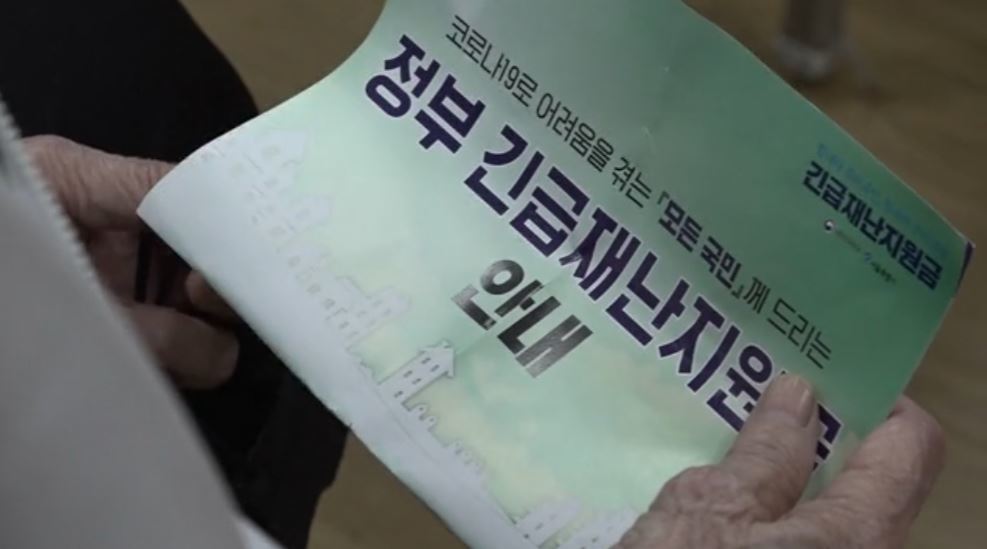 코로나19로 어려움을 겪는 『모든 국민』께 드리는
정부 긴급재난지원금
안내
긴급재난지원금